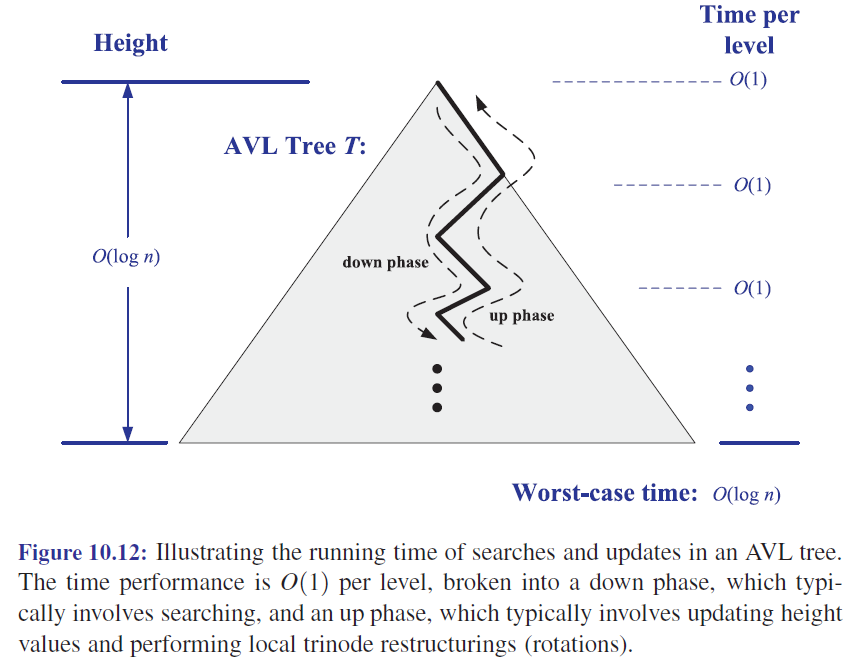 Height
Time per
level
O(1)
AVL Tree T:
O(1)
O(log n)
down phase
O(1)
up phase
Worst-case time: O(log n)
Figure 10.12: Illustrating the running time of searches and updates in an AVL tree.
The time performance is O(1) per level, broken into a down phase, which typi-
cally involves searching, and an up phase, which typically involves updating height
values and performing local trinode restructurings (rotations).